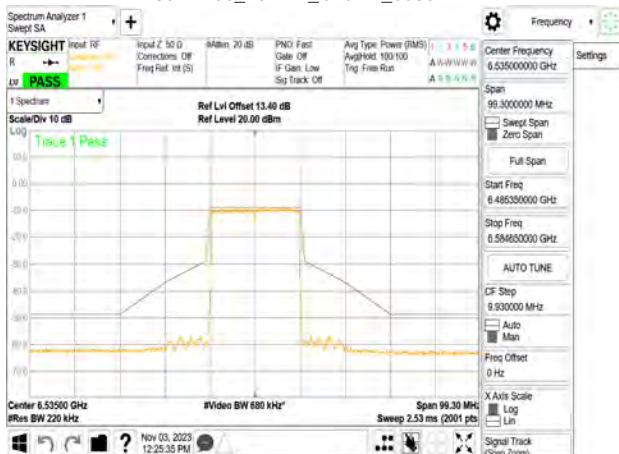 Spectrum Analyzer 1
Swept SA
+
Frequency
KEYSIGHT
Input: RF
Input Z: 50 Ω
Corrections: Off
Freq Ref: Int (S)
#Atten: 20 dB
PNO: Fast
Gate: Off
IF Gain: Low
Sig Track: Off
Avg Type: Power (RMS)
Avg|Hold: 100/100
Trig: Free Run
R
PASS
Center Frequency
6.535000000 GHz
Settings
Span
99.3000000 MHz
Swept Span
Zero Span
Full Span
Start Freq
6.485350000 GHz
Stop Freq
6.584650000 GHz
AUTO TUNE
CF Step
9.930000 MHz
Auto
Man
Freq Offset
0 Hz
X Axis Scale
Log
Lin
Signal Track
(Span Zoom)
1 Spectrum
Scale/Div 10 dB
Ref Lvl Offset 13.40 dB
Ref Level 20.00 dBm
Log
Trace 1 Pass
Center 6.53500 GHz
#Video BW 680 kHz*
Span 99.30 MHz
#Res BW 220 kHz
Sweep 2.53 ms (2001 pts
Nov 03, 2023
12:25:35 PM
?